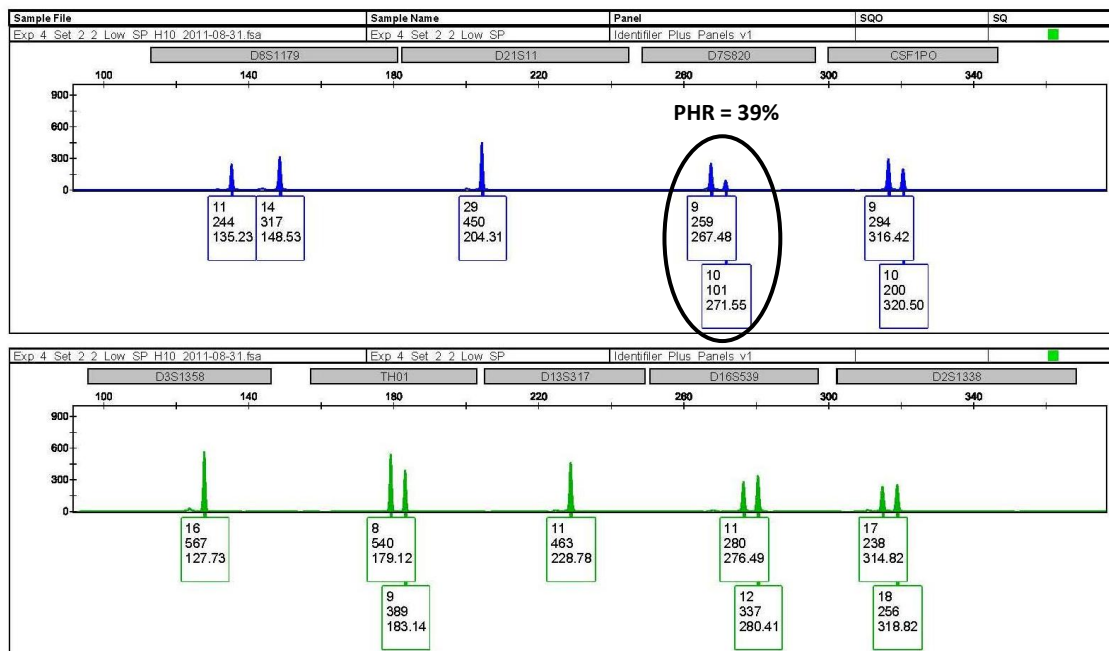 Sample File Sample Name Panel SQO SQ
Exp 4 Set 2 2 Low SP H10 2011-08-31.fsa Exp 4 Set 2 2 Low SP Identifiler Plus Panels v1
D8S1179 D21S11 D7S820 CSF1PO
100 140 180 220 260 300 340
PHR = 39%
900
600
300
0
11 14 29 9 9
244 317 450 259 294
135.23 148.53 204.31 267.48 316.42
10 10
101 200
271.55 320.50
Exp 4 Set 2 2 Low SP H10 2011-08-31.fsa Exp 4 Set 2 2 Low SP Identifiler Plus Panels v1
D3S1358 TH01 D13S317 D16S539 D2S1338
100 140 180 220 260 300 340
900
600
300
0
16 8 11 11 17
567 540 463 280 238
127.73 179.12 228.78 276.49 314.82
9 12 18
389 337 256
183.14 280.41 318.82